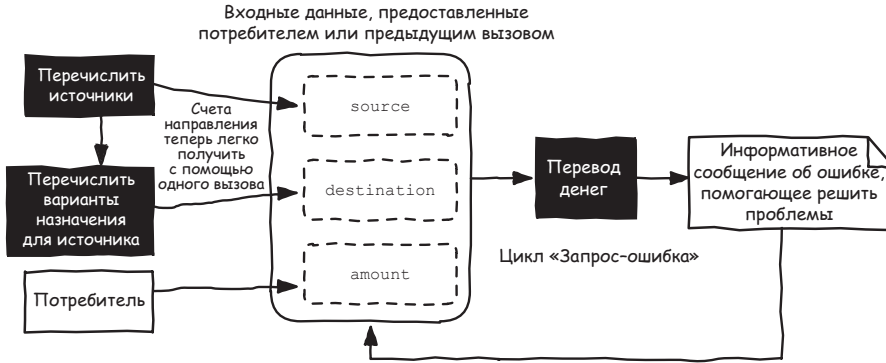 Входные данные, предоставленные
потребителем или предыдущим вызовом
Перечислить
источники
Счета
направления
теперь легко
получить
с помощью
одного вызова
Перечислить
варианты
назначения
для источника
Потребитель
source
destination
amount
Перевод
денег
Информативное
сообщение об ошибке,
помогающее решить
проблемы
Цикл «Запрос–ошибка»